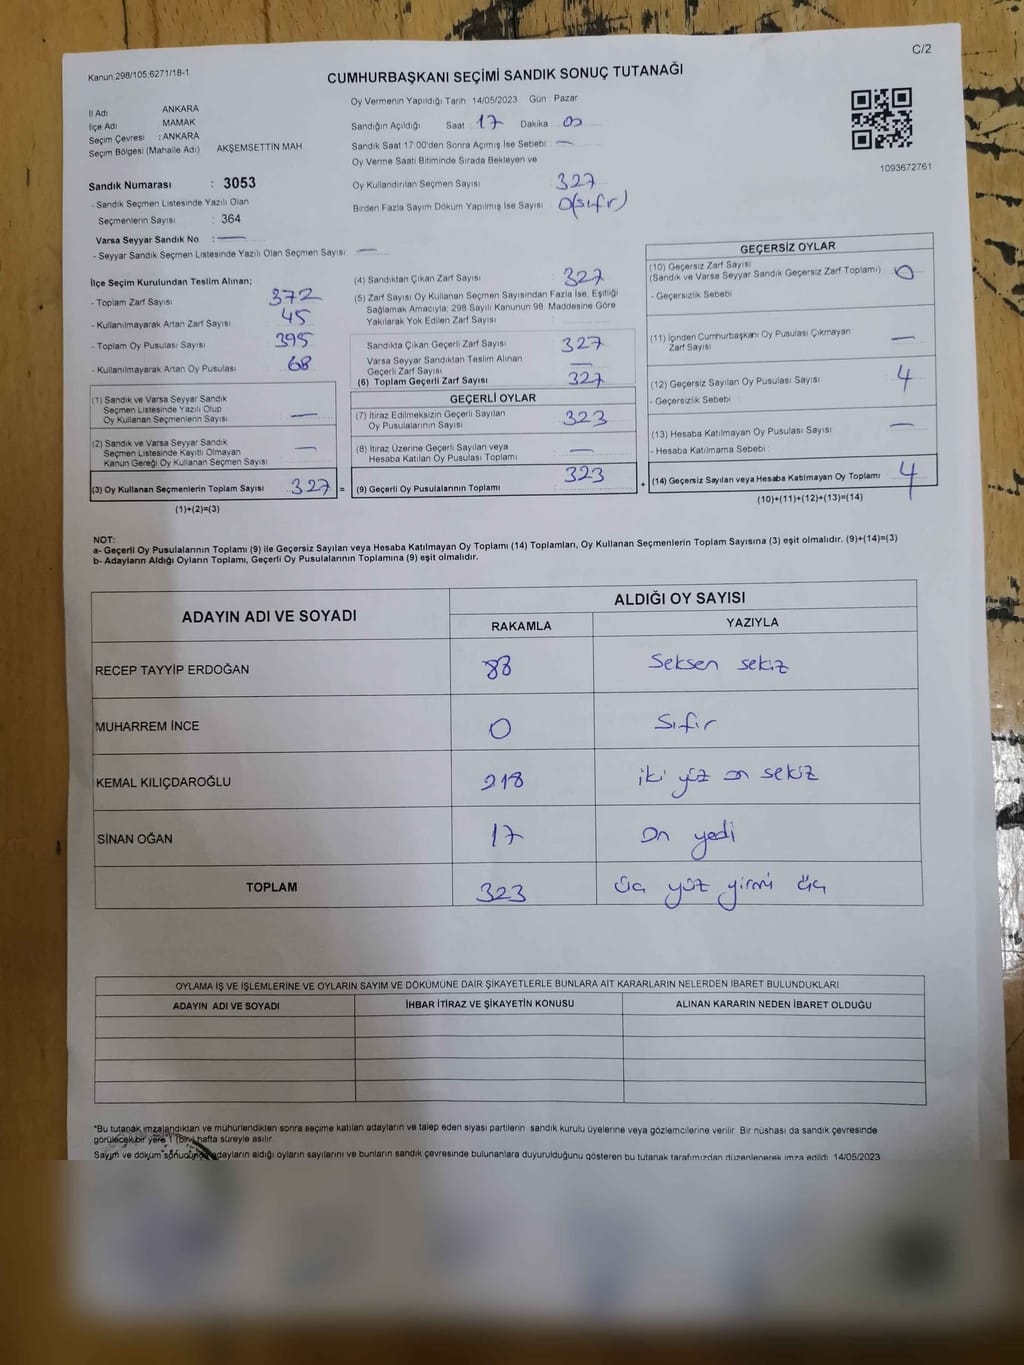 C/2
Kanun 298/105,6271/18-1
CUMHURBAŞKANI SEÇİMİ SANDIK SONUÇ TUTANAĞI
İl Adı ANKARA
İlçe Adı MAMAK
Seçim Çevresi : ANKARA
Seçim Bölgesi (Mahalle Adı) AKŞEMSETTİN MAH
Oy Vermenin Yapıldığı Tarih 14/05/2023 Gün Pazar
Sandığın Açıldığı Saat 17 Dakika 00
Sandık Saat 17:00'den Sonra Açımış İse Sebebi —
Oy Verme Saati Bitiminde Sırada Bekleyen ve
Oy Kullandırılan Seçmen Sayısı 327
Birden Fazla Sayım Döküm Yapılmış İse Sayısı 0(sıfır)
1093672761
Sandık Numarası : 3053
- Sandık Seçmen Listesinde Yazılı Olan
Seçmenlerin Sayısı : 364
Varsa Seyyar Sandık No : —
- Seyyar Sandık Seçmen Listesinde Yazılı Olan Seçmen Sayısı —
İlçe Seçim Kurulundan Teslim Alınan;
- Toplam Zarf Sayısı 372
- Kullanılmayarak Artan Zarf Sayısı 45
- Toplam Oy Pusulası Sayısı 395
- Kullanılmayarak Artan Oy Pusulası 68
(1) Sandık ve Varsa Seyyar Sandık
Seçmen Listesinde Yazılı Olup
Oy Kullanan Seçmenlerin Sayısı —
(2) Sandık ve Varsa Seyyar Sandık
Seçmen Listesinde Kayıtlı Olmayan
Kanun Gereği Oy Kullanan Seçmen Sayısı —
(3) Oy Kullanan Seçmenlerin Toplam Sayısı 327 =
(1)+(2)=(3)
(4) Sandıktan Çıkan Zarf Sayısı 327
(5) Zarf Sayısı Oy Kullanan Seçmen Sayısından Fazla İse, Eşitliği
Sağlamak Amacıyla; 298 Sayılı Kanunun 98. Maddesine Göre
Yakılarak Yok Edilen Zarf Sayısı
Sandıkta Çıkan Geçerli Zarf Sayısı 327
Varsa Seyyar Sandıktan Teslim Alınan
Geçerli Zarf Sayısı —
(6) Toplam Geçerli Zarf Sayısı 327
GEÇERLİ OYLAR
(7) İtiraz Edilmeksizin Geçerli Sayılan
Oy Pusulalarının Sayısı 323
(8) İtiraz Üzerine Geçerli Sayılan veya
Hesaba Katılan Oy Pusulası Toplamı —
(9) Geçerli Oy Pusulalarının Toplamı 323 +
GEÇERSİZ OYLAR
(10) Geçersiz Zarf Sayısı
(Sandık ve Varsa Seyyar Sandık Geçersiz Zarf Toplamı) 0
- Geçersizlik Sebebi
(11) İçinden Cumhurbaşkanı Oy Pusulası Çıkmayan
Zarf Sayısı —
(12) Geçersiz Sayılan Oy Pusulası Sayısı 4
- Geçersizlik Sebebi
(13) Hesaba Katılmayan Oy Pusulası Sayısı —
- Hesaba Katılmama Sebebi
(14) Geçersiz Sayılan veya Hesaba Katılmayan Oy Toplamı 4
(10)+(11)+(12)+(13)=(14)
NOT:
a- Geçerli Oy Pusulalarının Toplamı (9) ile Geçersiz Sayılan veya Hesaba Katılmayan Oy Toplamı (14) Toplamları, Oy Kullanan Seçmenlerin Toplam Sayısına (3) eşit olmalıdır. (9)+(14)=(3)
b- Adayların Aldığı Oyların Toplamı, Geçerli Oy Pusulalarının Toplamına (9) eşit olmalıdır.
ADAYIN ADI VE SOYADI ALDIĞI OY SAYISI
RAKAMLA YAZIYLA
RECEP TAYYİP ERDOĞAN 88 Seksen sekiz
MUHARREM İNCE 0 Sıfır
KEMAL KILIÇDAROĞLU 218 iki yüz on sekiz
SİNAN OĞAN 17 On yedi
TOPLAM 323 Üç yüz yirmi üç
OYLAMA İŞ VE İŞLEMLERİNE VE OYLARIN SAYIM VE DÖKÜMÜNE DAİR ŞİKAYETLERLE BUNLARA AİT KARARLARIN NELERDEN İBARET BULUNDUKLARI
ADAYIN ADI VE SOYADI İHBAR İTİRAZ VE ŞİKAYETİN KONUSU ALINAN KARARIN NEDEN İBARET OLDUĞU
*Bu tutanak imzalandıktan ve mühürlendikten sonra seçime katılan adayların ve talep eden siyasi partilerin sandık kurulu üyelerine veya gözlemcilerine verilir. Bir nüshası da sandık çevresinde
görülecek bir yere 1 (bir) hafta süreyle asılır.
Sayım ve döküm sonucunda adayların aldığı oyların sayılarını ve bunların sandık çevresinde bulunanlara duyurulduğunu gösteren bu tutanak tarafımızdan düzenlenerek imza edildi. 14/05/2023